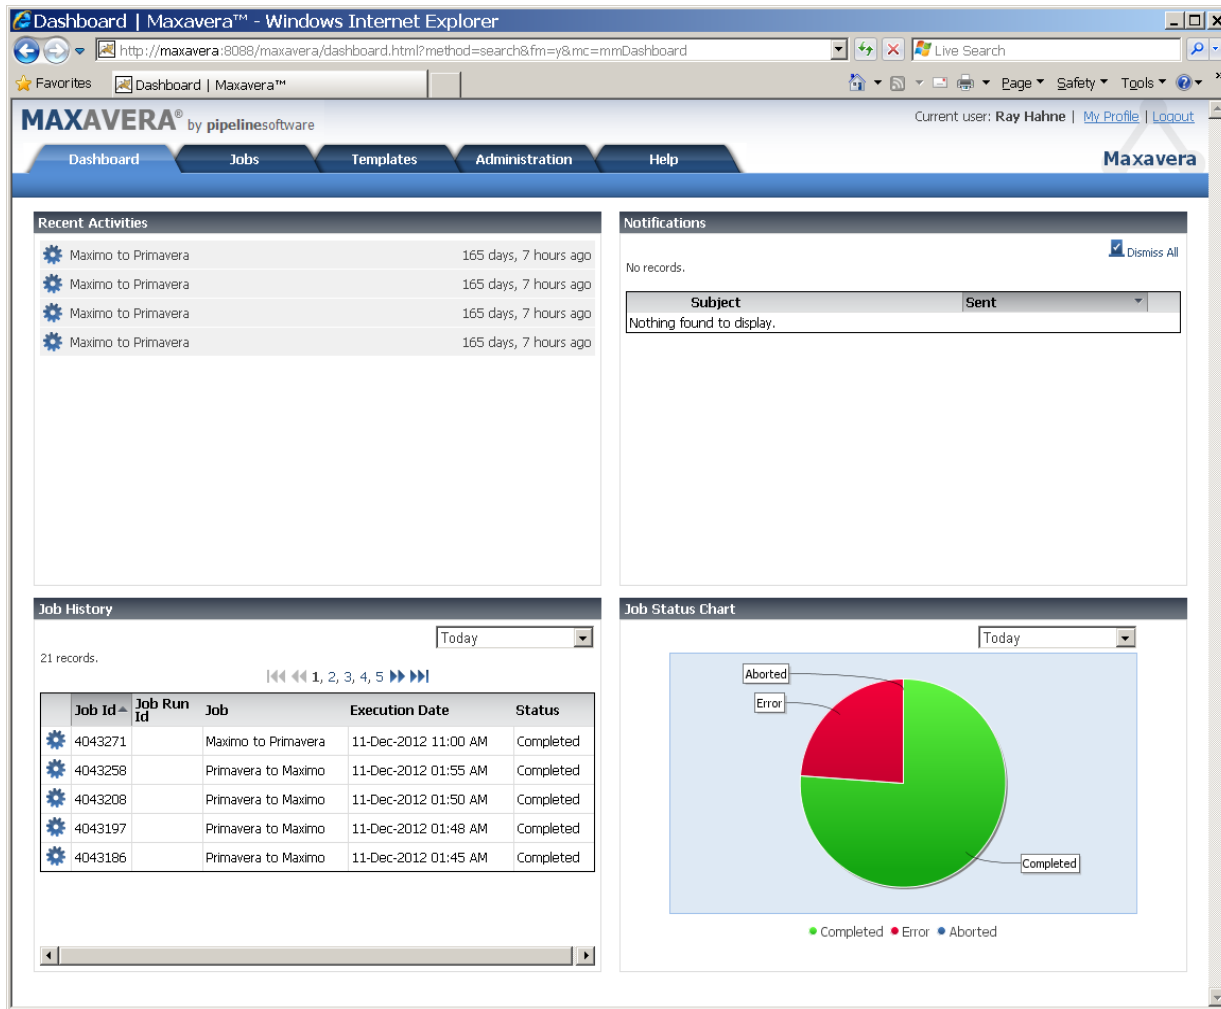 Dashboard | Maxavera™ - Windows Internet Explorer
http://maxavera:8088/maxavera/dashboard.html?method=search&fm=y&mc=mmDashboard
Live Search
Favorites
Dashboard | Maxavera™
Page Safety Tools
MAXAVERA® by pipelinesoftware
Current user: Ray Hahne | My Profile | Logout
Dashboard Jobs Templates Administration Help
Maxavera
Recent Activities
Maximo to Primavera 165 days, 7 hours ago
Maximo to Primavera 165 days, 7 hours ago
Maximo to Primavera 165 days, 7 hours ago
Maximo to Primavera 165 days, 7 hours ago
Notifications
Dismiss All
No records.
Subject Sent
Nothing found to display.
Job History
Today
21 records.
1, 2, 3, 4, 5
Job Id Job Run Id Job Execution Date Status
4043271 Maximo to Primavera 11-Dec-2012 11:00 AM Completed
4043258 Primavera to Maximo 11-Dec-2012 01:55 AM Completed
4043208 Primavera to Maximo 11-Dec-2012 01:50 AM Completed
4043197 Primavera to Maximo 11-Dec-2012 01:48 AM Completed
4043186 Primavera to Maximo 11-Dec-2012 01:45 AM Completed
Job Status Chart
Today
Aborted
Error
Completed
Completed Error Aborted